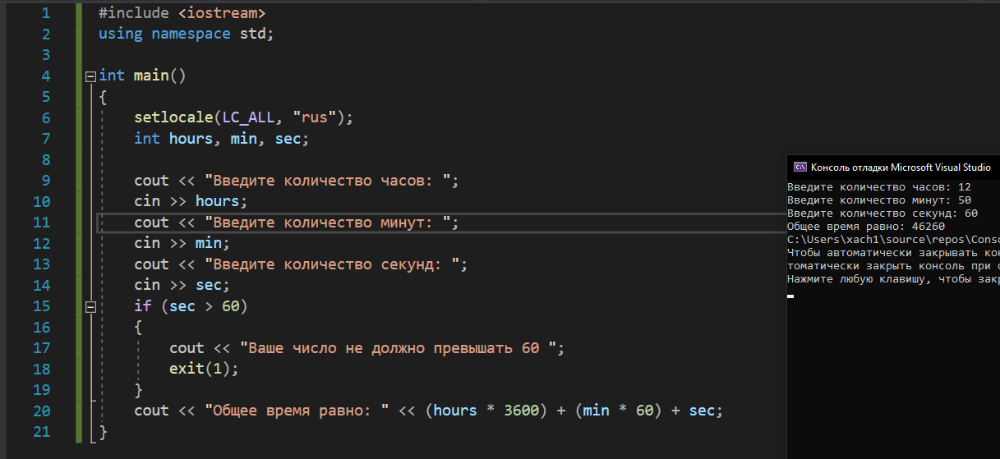 1 #include <iostream>
2 using namespace std;
3
4 int main()
5 {
6 setlocale(LC_ALL, "rus");
7 int hours, min, sec;
8
9 cout << "Введите количество часов: ";
10 cin >> hours;
11 cout << "Введите количество минут: ";
12 cin >> min;
13 cout << "Введите количество секунд: ";
14 cin >> sec;
15 if (sec > 60)
16 {
17 cout << "Ваше число не должно превышать 60 ";
18 exit(1);
19 }
20 cout << "Общее время равно: " << (hours * 3600) + (min * 60) + sec;
21 }
Консоль отладки Microsoft Visual Studio
Введите количество часов: 12
Введите количество минут: 50
Введите количество секунд: 60
Общее время равно: 46260
C:\Users\xach1\source\repos\Conso
Чтобы автоматически закрывать кон
томатически закрыть консоль при
Нажмите любую клавишу, чтобы закр